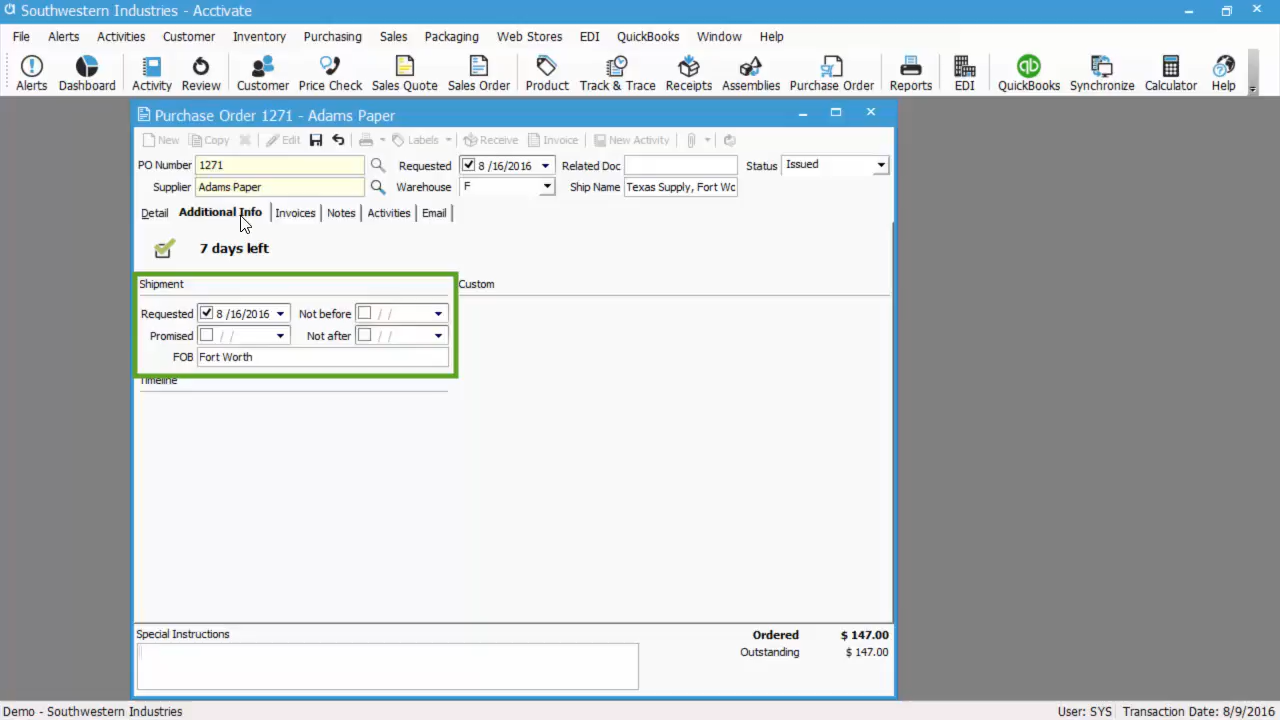 Southwestern Industries - Acctivate
File Alerts Activities Customer Inventory Purchasing Sales Packaging Web Stores EDI QuickBooks Window Help
Alerts Dashboard Activity Review Customer Price Check Sales Quote Sales Order Product Track & Trace Receipts Assemblies Purchase Order Reports EDI QuickBooks Synchronize Calculator Help
Purchase Order 1271 - Adams Paper
New Copy Edit Labels Receive Invoice New Activity
PO Number 1271 Requested 8 /16/2016 Related Doc Status Issued
Supplier Adams Paper Warehouse F Ship Name Texas Supply, Fort Wo
Detail Additional Info Invoices Notes Activities Email
7 days left
Shipment Custom
Requested 8 /16/2016 Not before / /
Promised / / Not after / /
FOB Fort Worth
Timeline
Special Instructions Ordered $ 147.00
Outstanding $ 147.00
Demo - Southwestern Industries User: SYS Transaction Date: 8/9/2016